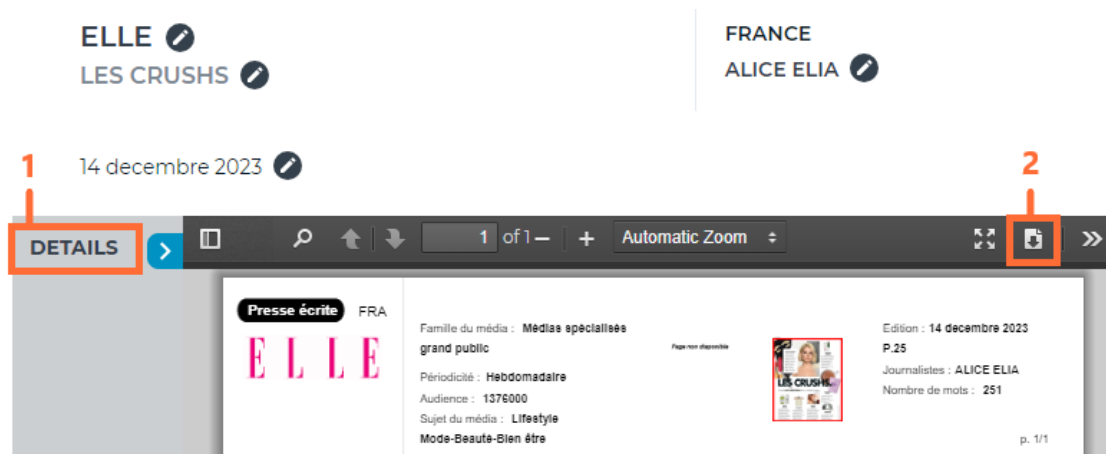 ELLE
LES CRUSHS
FRANCE
ALICE ELIA
14 decembre 2023
1
2
DETAILS
1 of 1
Automatic Zoom
Presse écrite FRA
ELLE
Famille du média : Médias spécialisés
grand public
Périodicité : Hebdomadaire
Audience : 1376000
Sujet du média : Lifestyle
Mode-Beauté-Bien être
Page non disponible
LES CRUSHS
Edition : 14 decembre 2023
P.25
Journalistes : ALICE ELIA
Nombre de mots : 251
p. 1/1